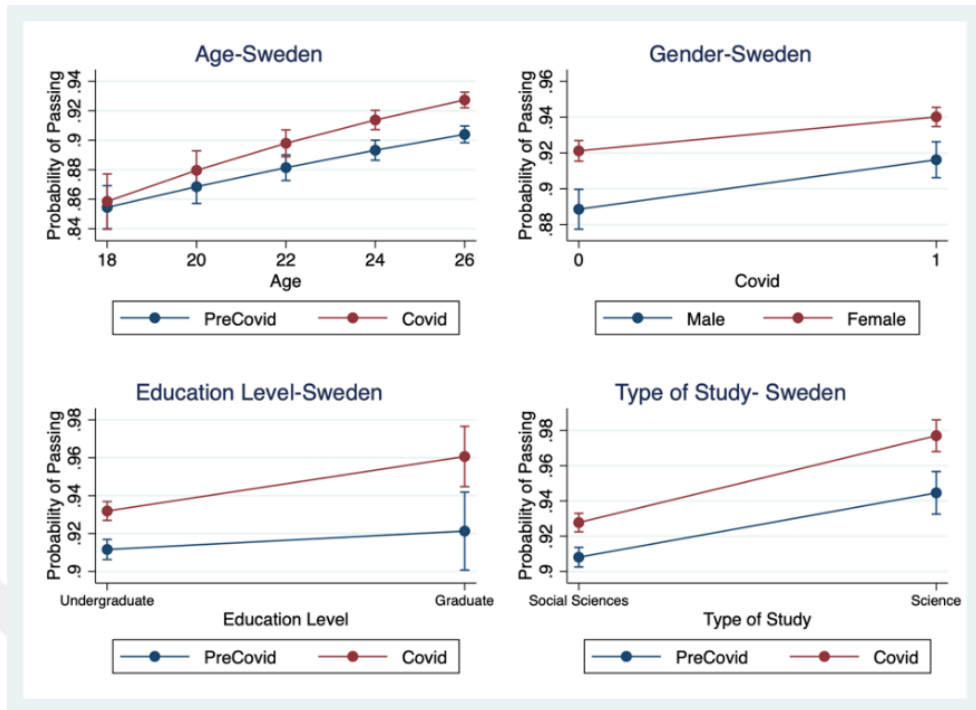 Age-Sweden
Probability of Passing
.84 .86 .88 .9 .92 .94
18 20 22 24 26
Age
PreCovid Covid
Gender-Sweden
Probability of Passing
.88 .9 .92 .94 .96
0 1
Covid
Male Female
Education Level-Sweden
Probability of Passing
.9 .92 .94 .96 .98
Undergraduate Graduate
Education Level
PreCovid Covid
Type of Study- Sweden
Probability of Passing
.9 .92 .94 .96 .98
Social Sciences Science
Type of Study
PreCovid Covid